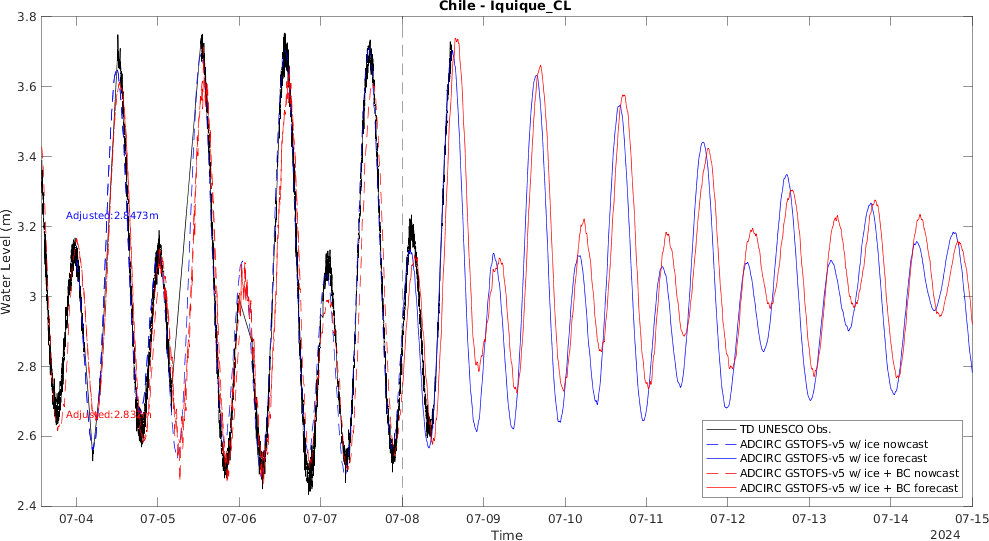 Chile - Iquique_CL
Water Level (m)
3.8
3.6
3.4
3.2
3
2.8
2.6
2.4
Adjusted:2.8473m
TD UNESCO Obs.
ADCIRC GSTOFS-v5 w/ ice nowcast
ADCIRC GSTOFS-v5 w/ ice forecast
ADCIRC GSTOFS-v5 w/ ice + BC nowcast
ADCIRC GSTOFS-v5 w/ ice + BC forecast
07-04 07-05 07-06 07-07 07-08 07-09 07-10 07-11 07-12 07-13 07-14 07-15
Time
2024